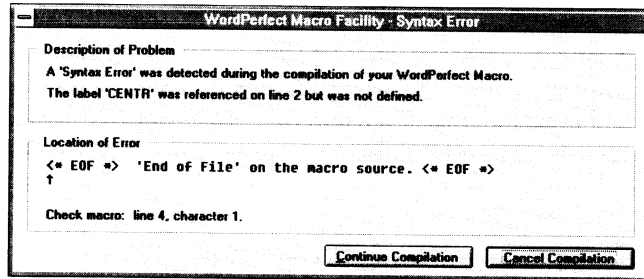 WordPerfect Macro Facility - Syntax Error
Description of Problem
A 'Syntax Error' was detected during the compilation of your WordPerfect Macro.
The label 'CENTR' was referenced on line 2 but was not defined.
Location of Error
<* EOF *> 'End of File' on the macro source. <* EOF *>
↑
Check macro: line 4, character 1.
Continue Compilation Cancel Compilation